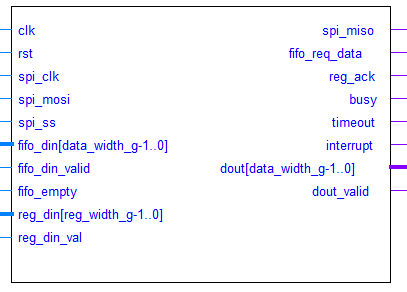 clk
rst
spi_clk
spi_mosi
spi_ss
fifo_din[data_width_g-1..0]
fifo_din_valid
fifo_empty
reg_din[reg_width_g-1..0]
reg_din_val
spi_miso
fifo_req_data
reg_ack
busy
timeout
interrupt
dout[data_width_g-1..0]
dout_valid